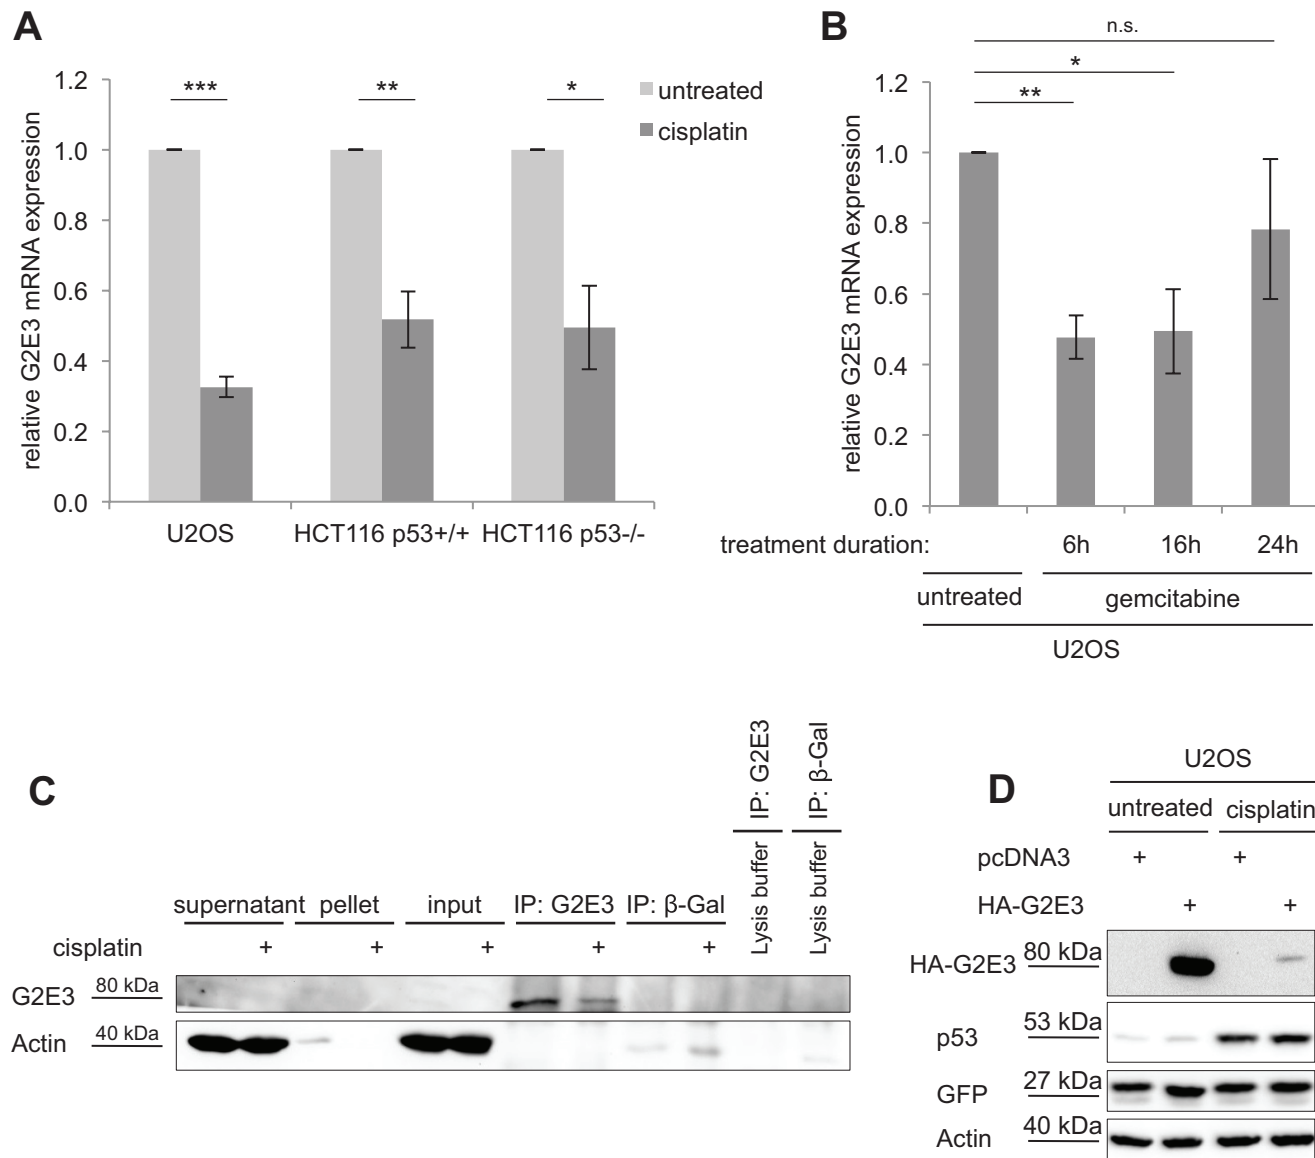 A
relative G2E3 mRNA expression
1.2
1.0
0.8
0.6
0.4
0.2
0.0
*** ** *
untreated
cisplatin
U2OS HCT116 p53+/+ HCT116 p53-/-
B
relative G2E3 mRNA expression
1.2
1.0
0.8
0.6
0.4
0.2
0.0
n.s.
*
**
treatment duration: 6h 16h 24h
untreated gemcitabine
U2OS
C
IP: G2E3
IP: β-Gal
Lysis buffer
Lysis buffer
supernatant pellet input IP: G2E3 IP: β-Gal
cisplatin + + + + +
G2E3 80 kDa
Actin 40 kDa
D
U2OS
untreated cisplatin
pcDNA3 + +
HA-G2E3 + +
HA-G2E3 80 kDa
p53 53 kDa
GFP 27 kDa
Actin 40 kDa